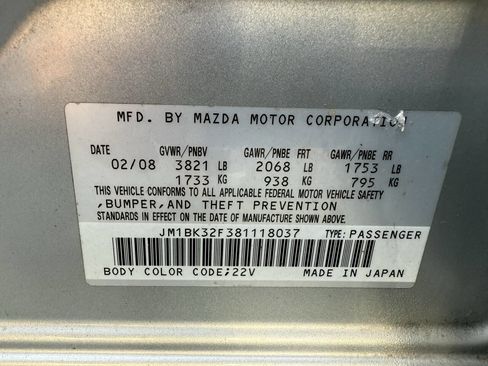 MFD. BY MAZDA MOTOR CORPORATION
DATE GVWR/PNBV GAWR/PNBE FRT GAWR/PNBE RR
02/08 3821 LB 2068 LB 1753 LB
1733 KG 938 KG 795 KG
THIS VEHICLE CONFORMS TO ALL APPLICABLE FEDERAL MOTOR VEHICLE SAFETY
,BUMPER,AND THEFT PREVENTION
STANDARDS IN EFFECT ON THE DATE OF MANUFACTURE SHOWN ABOVE.
JM1BK32F381118037 TYPE:PASSENGER
BODY COLOR CODE;22V MADE IN JAPAN